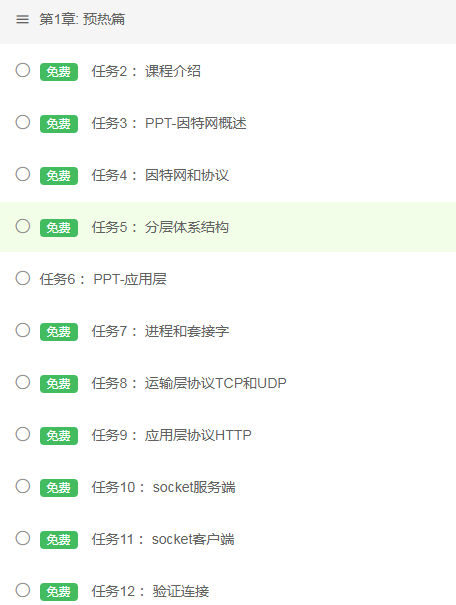 第1章: 预热篇
免费 任务2： 课程介绍
免费 任务3： PPT-因特网概述
免费 任务4： 因特网和协议
免费 任务5： 分层体系结构
任务6： PPT-应用层
免费 任务7： 进程和套接字
免费 任务8： 运输层协议TCP和UDP
免费 任务9： 应用层协议HTTP
免费 任务10： socket服务端
免费 任务11： socket客户端
免费 任务12： 验证连接